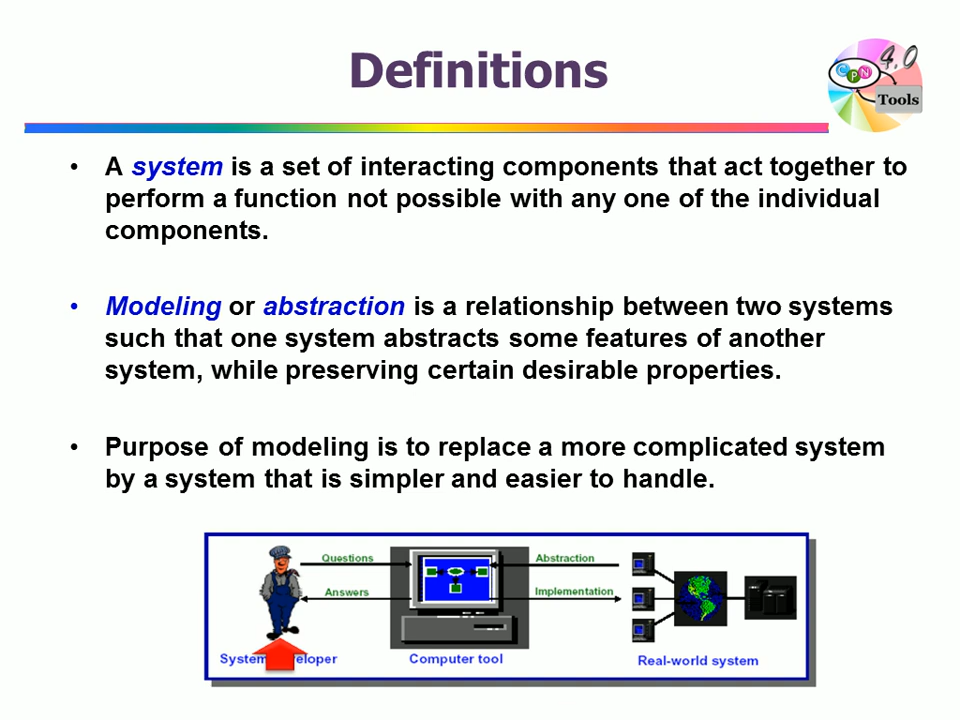 Definitions
4.0
CPN
Tools
• A system is a set of interacting components that act together to
perform a function not possible with any one of the individual
components.
• Modeling or abstraction is a relationship between two systems
such that one system abstracts some features of another
system, while preserving certain desirable properties.
• Purpose of modeling is to replace a more complicated system
by a system that is simpler and easier to handle.
Questions
Abstraction
Answers
Implementation
Computer tool
Real-world system